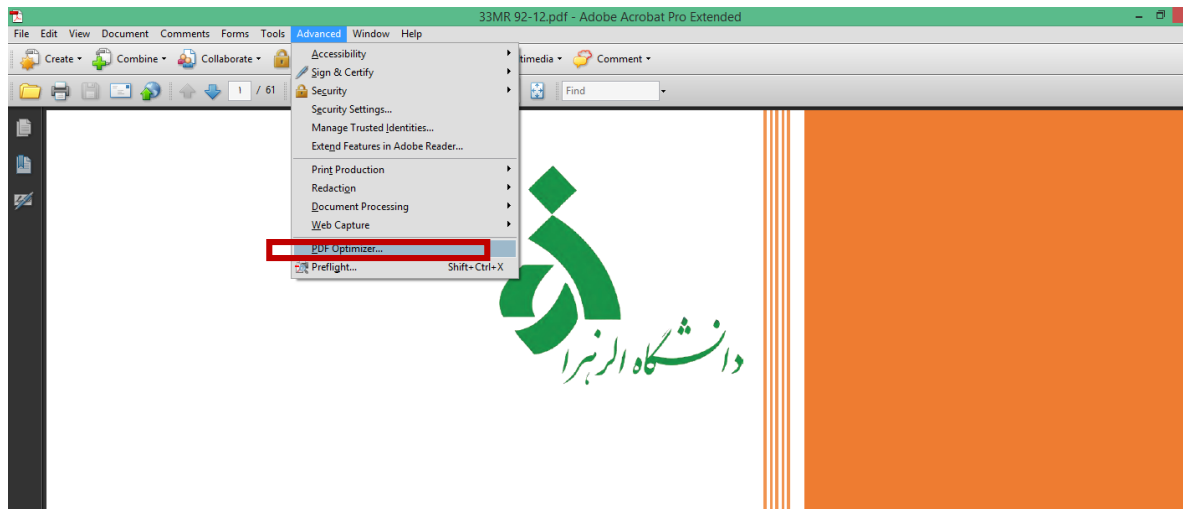 33MR 92-12.pdf - Adobe Acrobat Pro Extended
File Edit View Document Comments Forms Tools Advanced Window Help
Create Combine Collaborate timedia Comment
۱ / 61 Find
Accessibility
Sign & Certify
Security
Security Settings...
Manage Trusted Identities...
Extend Features in Adobe Reader...
Print Production
Redaction
Document Processing
Web Capture
PDF Optimizer...
Preflight... Shift+Ctrl+X
دانشگاه الزهرا